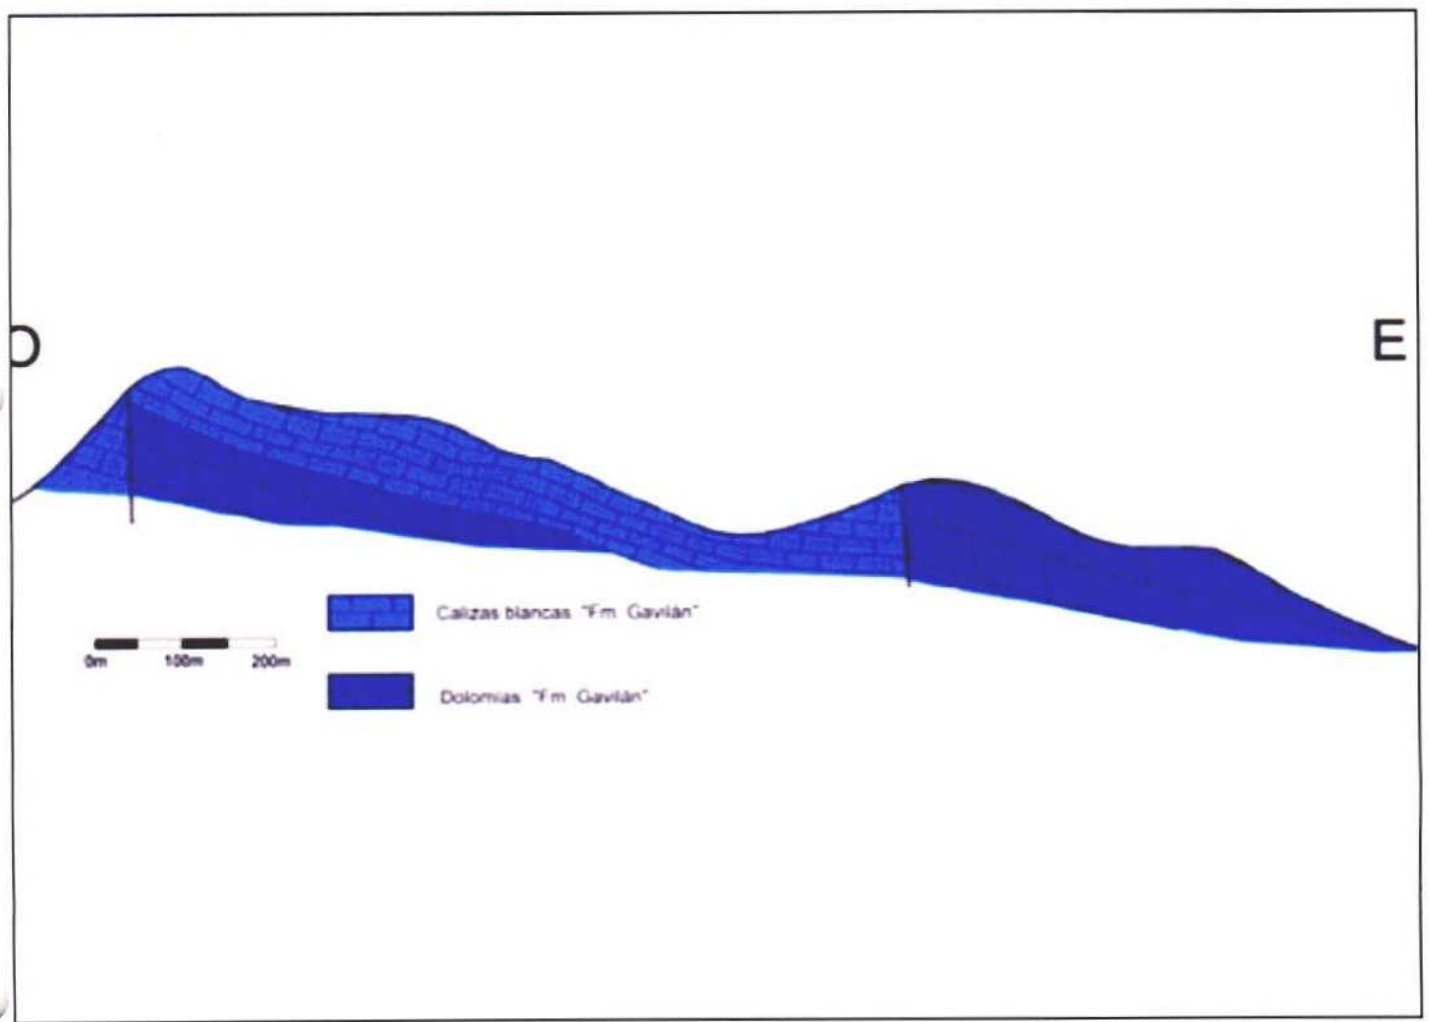 O
E
Calizas blancas "Fm. Gavilán"
0m 100m 200m
Dolomias "Fm. Gavilán"